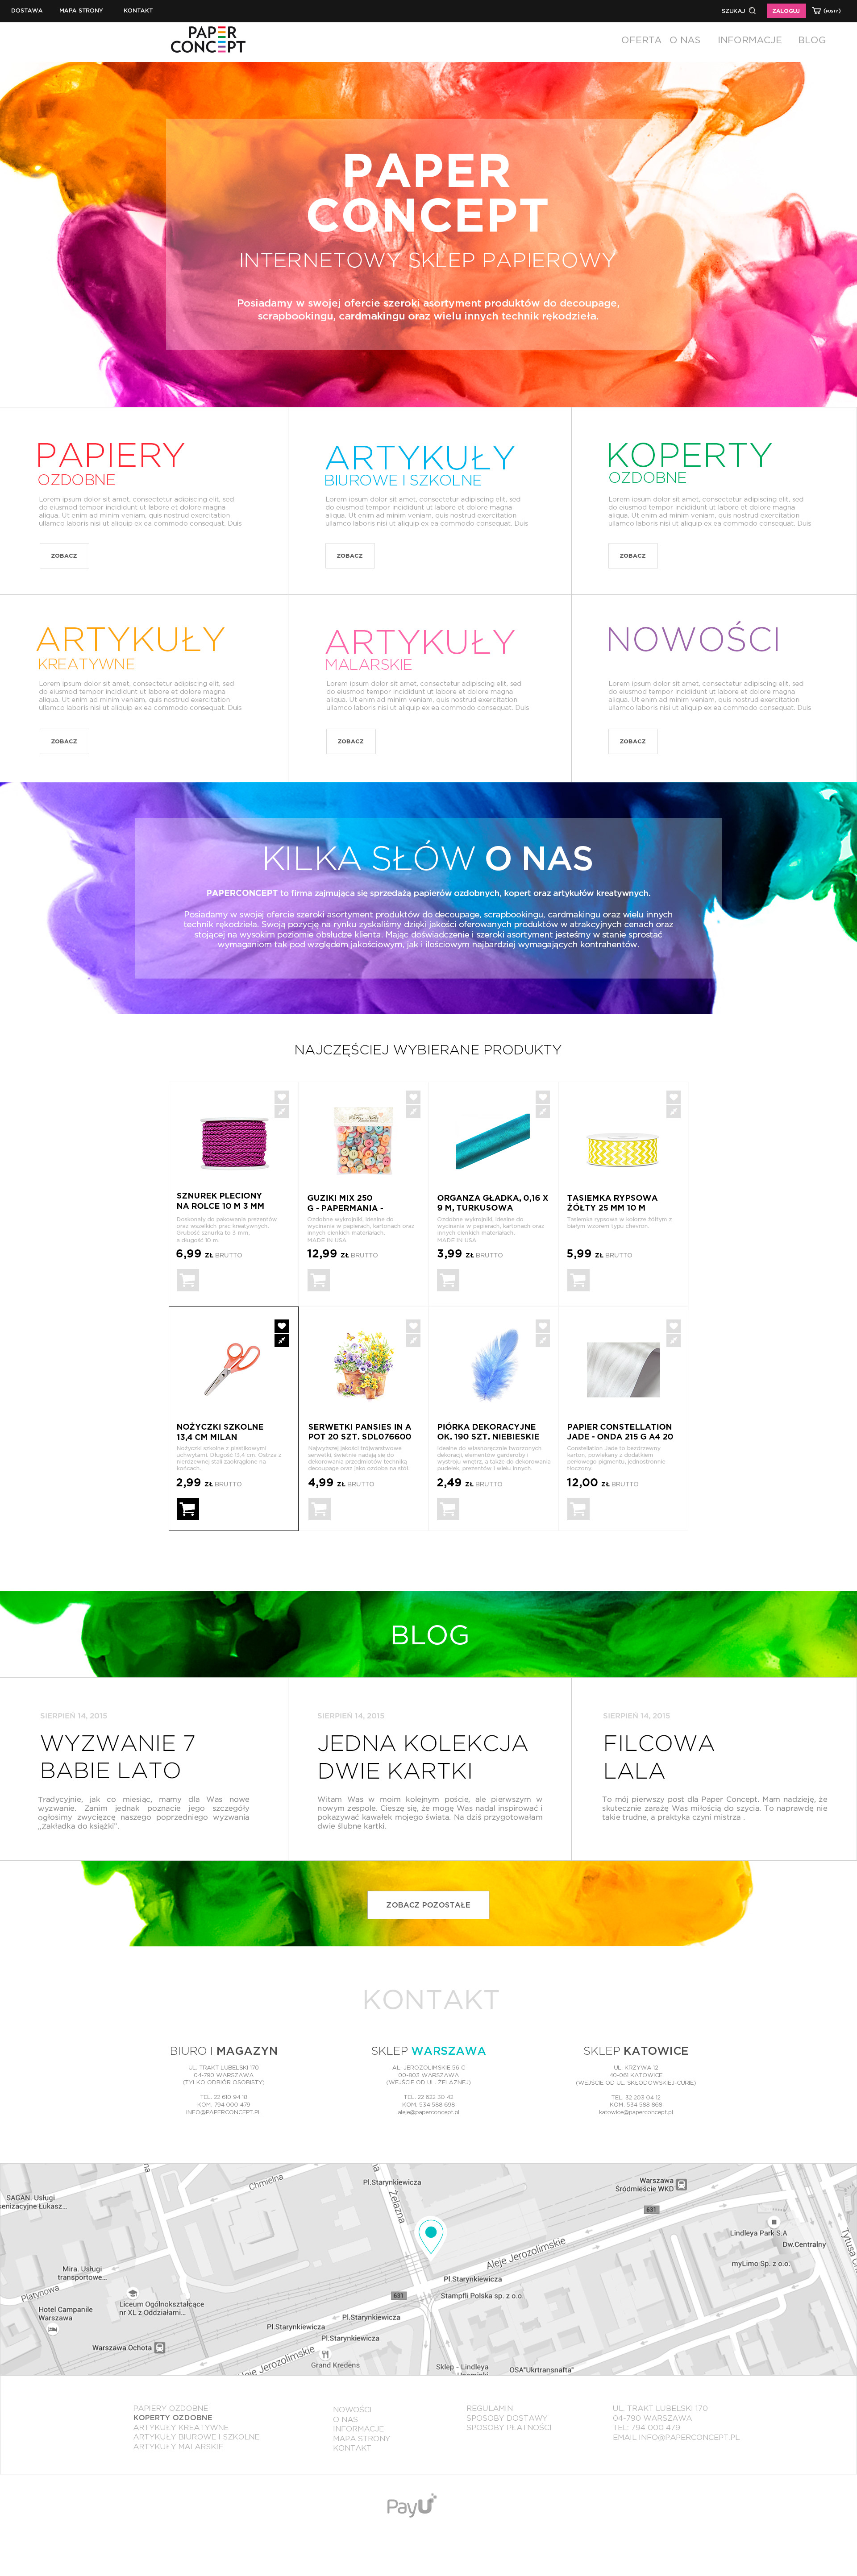 DOSTAWA MAPA STRONY KONTAKT SZUKAJ ZALOGUJ (PUSTY)
PAPER
CONCEPT
OFERTA O NAS INFORMACJE BLOG
PAPER
CONCEPT
INTERNETOWY SKLEP PAPIEROWY
Posiadamy w swojej ofercie szeroki asortyment produktów do decoupage,
scrapbookingu, cardmakingu oraz wielu innych technik rękodzieła.
PAPIERY
OZDOBNE
Lorem ipsum dolor sit amet, consectetur adipiscing elit, sed
do eiusmod tempor incididunt ut labore et dolore magna
aliqua. Ut enim ad minim veniam, quis nostrud exercitation
ullamco laboris nisi ut aliquip ex ea commodo consequat. Duis
ZOBACZ
ARTYKUŁY
BIUROWE I SZKOLNE
Lorem ipsum dolor sit amet, consectetur adipiscing elit, sed
do eiusmod tempor incididunt ut labore et dolore magna
aliqua. Ut enim ad minim veniam, quis nostrud exercitation
ullamco laboris nisi ut aliquip ex ea commodo consequat. Duis
ZOBACZ
KOPERTY
OZDOBNE
Lorem ipsum dolor sit amet, consectetur adipiscing elit, sed
do eiusmod tempor incididunt ut labore et dolore magna
aliqua. Ut enim ad minim veniam, quis nostrud exercitation
ullamco laboris nisi ut aliquip ex ea commodo consequat. Duis
ZOBACZ
ARTYKUŁY
KREATYWNE
Lorem ipsum dolor sit amet, consectetur adipiscing elit, sed
do eiusmod tempor incididunt ut labore et dolore magna
aliqua. Ut enim ad minim veniam, quis nostrud exercitation
ullamco laboris nisi ut aliquip ex ea commodo consequat. Duis
ZOBACZ
ARTYKUŁY
MALARSKIE
Lorem ipsum dolor sit amet, consectetur adipiscing elit, sed
do eiusmod tempor incididunt ut labore et dolore magna
aliqua. Ut enim ad minim veniam, quis nostrud exercitation
ullamco laboris nisi ut aliquip ex ea commodo consequat. Duis
ZOBACZ
NOWOŚCI
Lorem ipsum dolor sit amet, consectetur adipiscing elit, sed
do eiusmod tempor incididunt ut labore et dolore magna
aliqua. Ut enim ad minim veniam, quis nostrud exercitation
ullamco laboris nisi ut aliquip ex ea commodo consequat. Duis
ZOBACZ
KILKA SŁÓW O NAS
PAPERCONCEPT to firma zajmująca się sprzedażą papierów ozdobnych, kopert oraz artykułów kreatywnych.
Posiadamy w swojej ofercie szeroki asortyment produktów do decoupage, scrapbookingu, cardmakingu oraz wielu innych
technik rękodzieła. Swoją pozycję na rynku zyskaliśmy dzięki jakości oferowanych produktów w atrakcyjnych cenach oraz
stojącej na wysokim poziomie obsłudze klienta. Mając doświadczenie i szeroki asortyment jesteśmy w stanie sprostać
wymaganiom tak pod względem jakościowym, jak i ilościowym najbardziej wymagających kontrahentów.
NAJCZĘŚCIEJ WYBIERANE PRODUKTY
SZNUREK PLECIONY
NA ROLCE 10 M 3 MM
Doskonały do pakowania prezentów
oraz wszelkich prac kreatywnych.
Grubość sznurka to 3 mm,
a długość 10 m.
6,99 ZŁ BRUTTO
GUZIKI MIX 250
G - PAPERMANIA -
Ozdobne wykrojniki, idealne do
wycinania w papierach, kartonach oraz
innych cienkich materiałach.
MADE IN USA
12,99 ZŁ BRUTTO
ORGANZA GŁADKA, 0,16 X
9 M, TURKUSOWA
Ozdobne wykrojniki, idealne do
wycinania w papierach, kartonach oraz
innych cienkich materiałach.
MADE IN USA
3,99 ZŁ BRUTTO
TASIEMKA RYPSOWA
ŻÓŁTY 25 MM 10 M
Tasiemka rypsowa w kolorze żółtym z
białym wzorem typu chevron.
5,99 ZŁ BRUTTO
NOŻYCZKI SZKOLNE
13,4 CM MILAN
Nożyczki szkolne z plastikowymi
uchwytami. Długość 13,4 cm. Ostrza z
nierdzewnej stali zaokrąglone na
końcach.
2,99 ZŁ BRUTTO
SERWETKI PANSIES IN A
POT 20 SZT. SDL076600
Najwyższej jakości trójwarstwowe
serwetki, świetnie nadają się do
dekorowania przedmiotów techniką
decoupage oraz jako ozdoba na stół.
4,99 ZŁ BRUTTO
PIÓRKA DEKORACYJNE
OK. 190 SZT. NIEBIESKIE
Idealne do własnoręcznie tworzonych
dekoracji, elementów garderoby i
wystroju wnętrz, a także do dekorowania
pudełek, prezentów i wielu innych.
2,49 ZŁ BRUTTO
PAPIER CONSTELLATION
JADE - ONDA 215 G A4 20
Constellation Jade to bezdrzewny
karton, powlekany z dodatkiem
perłowego pigmentu, jednostronnie
tłoczony.
12,00 ZŁ BRUTTO
BLOG
SIERPIEŃ 14, 2015
WYZWANIE 7
BABIE LATO
Tradycyjnie, jak co miesiąc, mamy dla Was nowe
wyzwanie. Zanim jednak poznacie jego szczegóły
ogłosimy zwycięzcę naszego poprzedniego wyzwania
„Zakładka do książki".
SIERPIEŃ 14, 2015
JEDNA KOLEKCJA
DWIE KARTKI
Witam Was w moim kolejnym poście, ale pierwszym w
nowym zespole. Cieszę się, że mogę Was nadal inspirować i
pokazywać kawałek mojego świata. Na dziś przygotowałam
dwie ślubne kartki.
SIERPIEŃ 14, 2015
FILCOWA
LALA
To mój pierwszy post dla Paper Concept. Mam nadzieję, że
skutecznie zarażę Was miłością do szycia. To naprawdę nie
takie trudne, a praktyka czyni mistrza .
ZOBACZ POZOSTAŁE
KONTAKT
BIURO I MAGAZYN
UL. TRAKT LUBELSKI 170
04-790 WARSZAWA
(TYLKO ODBIÓR OSOBISTY)
TEL. 22 610 94 18
KOM. 794 000 479
INFO@PAPERCONCEPT.PL
SKLEP WARSZAWA
AL. JEROZOLIMSKIE 56 C
00-803 WARSZAWA
(WEJŚCIE OD UL. ŻELAZNEJ)
TEL. 22 622 30 42
KOM. 534 588 698
aleje@paperconcept.pl
SKLEP KATOWICE
UL. KRZYWA 12
40-061 KATOWICE
(WEJŚCIE OD UL. SKŁODOWSKIEJ-CURIE)
TEL. 32 203 04 12
KOM. 534 588 868
katowice@paperconcept.pl
Chmielna
Żelazna
Pl.Starynkiewicza
Warszawa
Śródmieście WKD
SAGAN. Usługi
Łukasz...
631
Lindleya Park S.A
Dw.Centralny
Aleje Jerozolimskie
myLimo Sp. z o.o.
Mira. Usługi
transportowe...
Pl.Starynkiewicza
Platynowa
631
Stampfli Polska sp. z o.o.
Liceum Ogólnokształcące
nr XL z Oddziałami...
Hotel Campanile
Warszawa
Pl.Starynkiewicza
Pl.Starynkiewicza
Pl.Starynkiewicza
Warszawa Ochota
Jerozolimskie
Grand Kredens
Sklep - Lindleya
OSA"Ukrtransnafta"
PAPIERY OZDOBNE
KOPERTY OZDOBNE
ARTYKUŁY KREATYWNE
ARTYKUŁY BIUROWE I SZKOLNE
ARTYKUŁY MALARSKIE
NOWOŚCI
O NAS
INFORMACJE
MAPA STRONY
KONTAKT
REGULAMIN
SPOSOBY DOSTAWY
SPOSOBY PŁATNOŚCI
UL. TRAKT LUBELSKI 170
04-790 WARSZAWA
TEL: 794 000 479
EMAIL.INFO@PAPERCONCEPT.PL
PayU